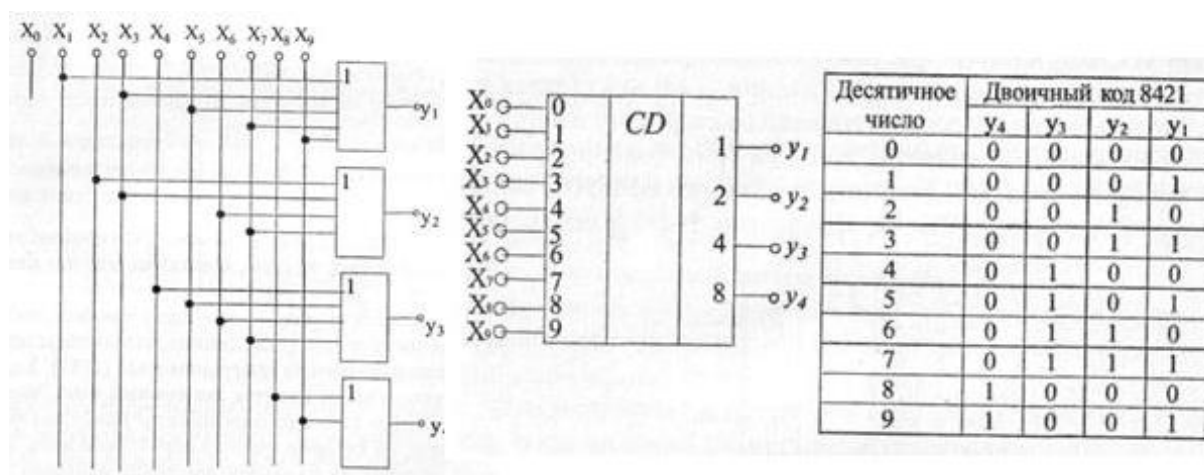 X₀ X₁ X₂ X₃ X₄ X₅ X₆ X₇ X₈ X₉
1
y₁
1
y₂
1
y₃
1
y.
X₀ 0
X₃ 1
X₂ 2
X₃ 3
X₄ 4
X₅ 5
X₆ 6
X₇ 7
X₈ 8
X₉ 9
CD
1 y₁
2 y₂
4 y₃
8 y₄
Десятичное число
Двоичный код 8421
y₄ y₃ y₂ y₁
0 0 0 0 0
1 0 0 0 1
2 0 0 1 0
3 0 0 1 1
4 0 1 0 0
5 0 1 0 1
6 0 1 1 0
7 0 1 1 1
8 1 0 0 0
9 1 0 0 1